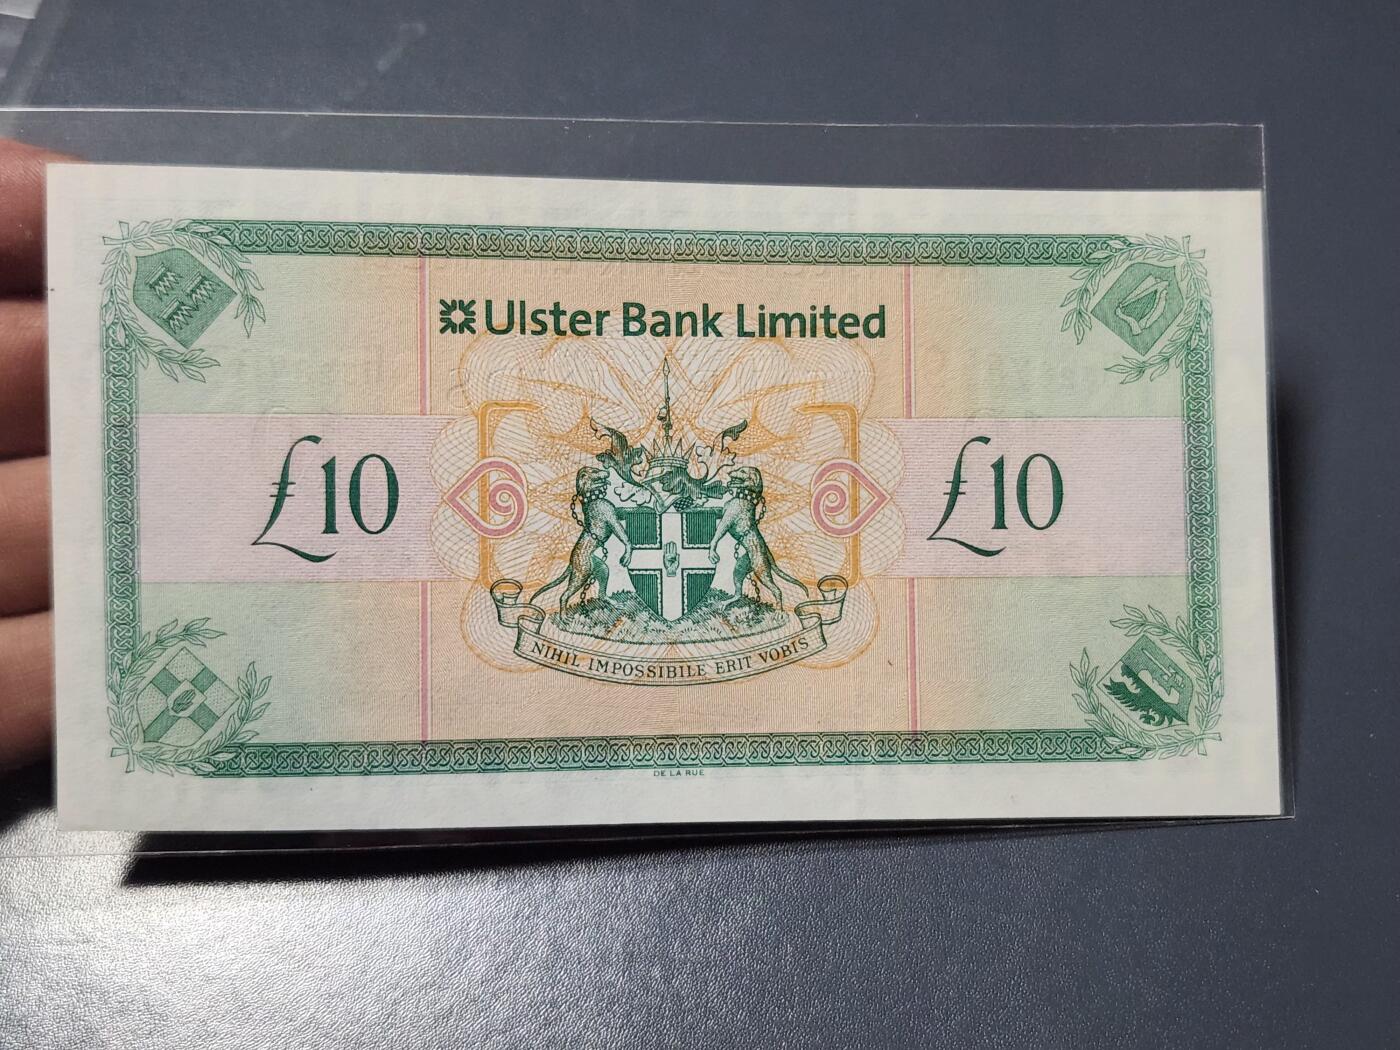 Ulster Bank Limited
£10
£10
NIHIL IMPOSSIBILE ERIT VOBIS
DE LA RUE